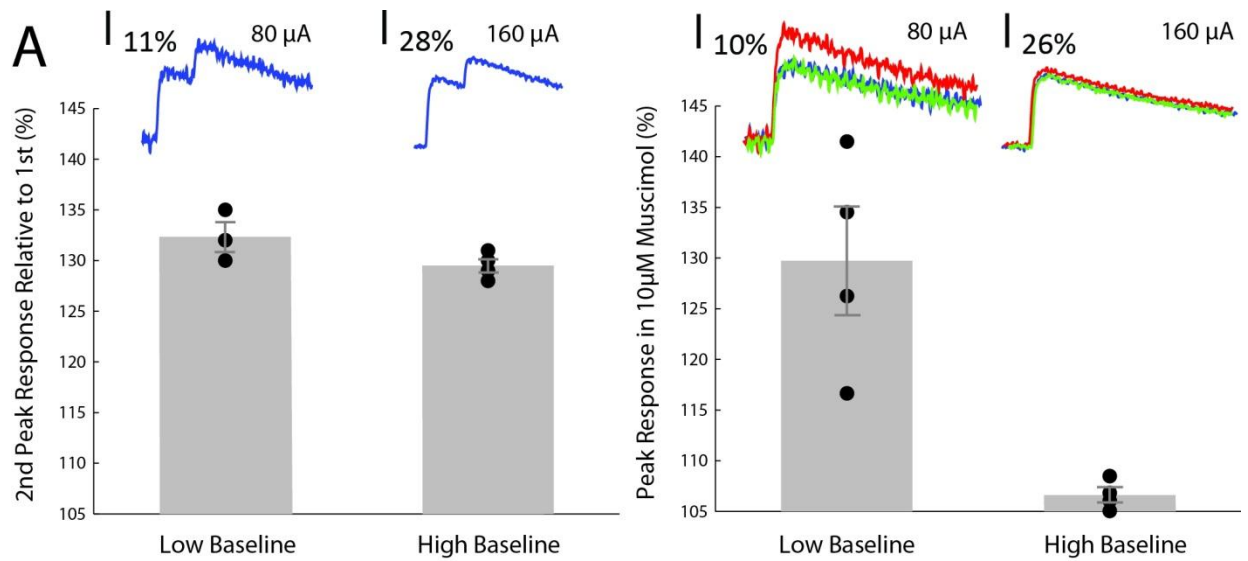 A
11%
80 µA
28%
160 µA
2nd Peak Response Relative to 1st (%)
145
140
135
130
125
120
115
110
105
Low Baseline
High Baseline
10%
80 µA
26%
160 µA
Peak Response in 10µM Muscimol (%)
145
140
135
130
125
120
115
110
105
Low Baseline
High Baseline